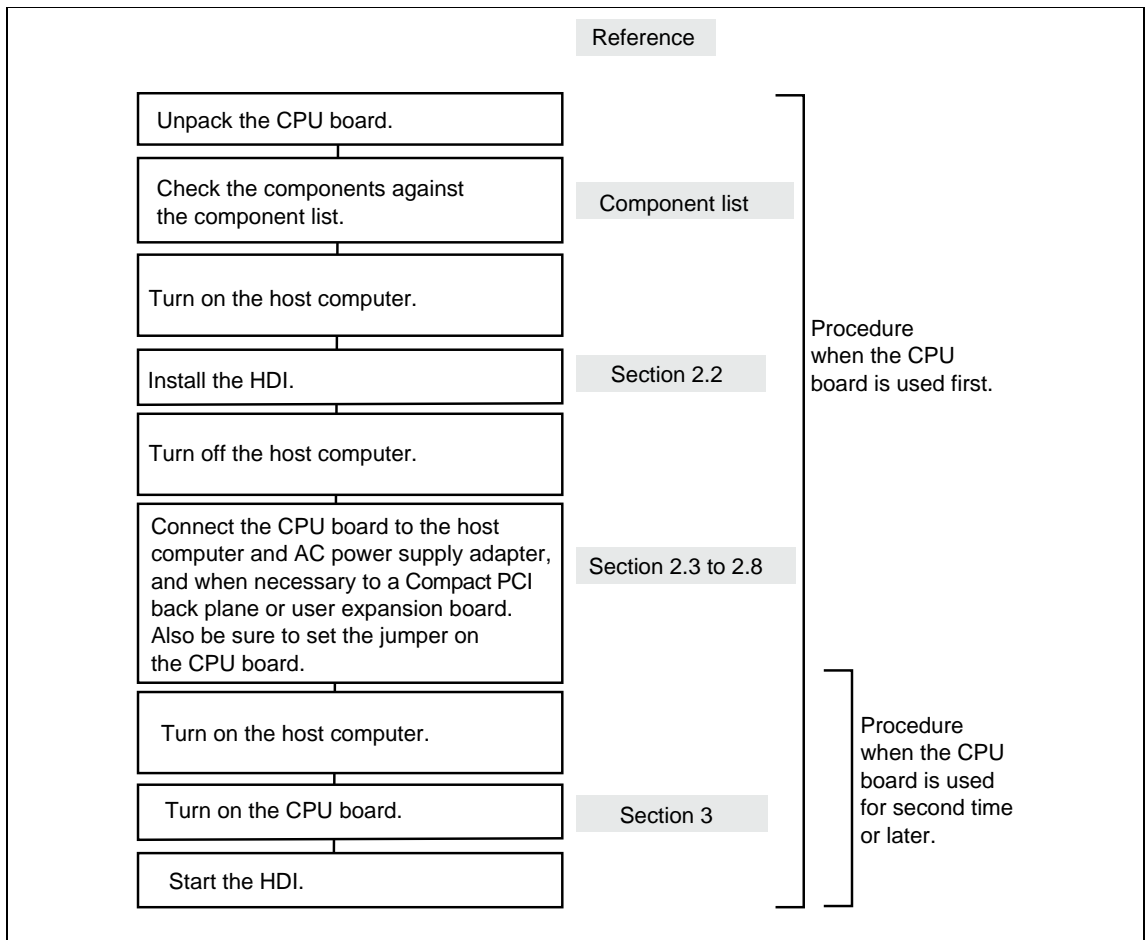 Reference
Unpack the CPU board.
Check the components against
the component list.
Component list
Turn on the host computer.
Install the HDI.
Section 2.2
Procedure
when the CPU
board is used first.
Turn off the host computer.
Connect the CPU board to the host
computer and AC power supply adapter,
and when necessary to a Compact PCI
back plane or user expansion board.
Also be sure to set the jumper on
the CPU board.
Section 2.3 to 2.8
Turn on the host computer.
Turn on the CPU board.
Section 3
Start the HDI.
Procedure
when the CPU
board is used
for second time
or later.